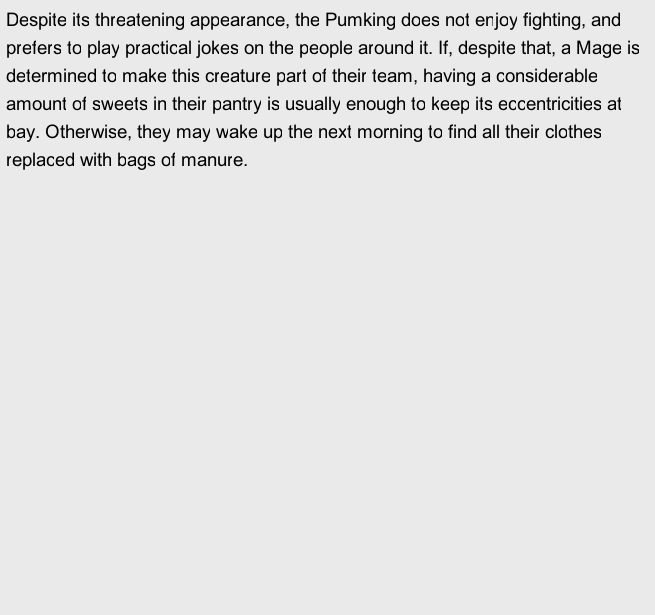 Despite its threatening appearance, the Pumking does not enjoy fighting, and
prefers to play practical jokes on the people around it. If, despite that, a Mage is
determined to make this creature part of their team, having a considerable
amount of sweets in their pantry is usually enough to keep its eccentricities at
bay. Otherwise, they may wake up the next morning to find all their clothes
replaced with bags of manure.